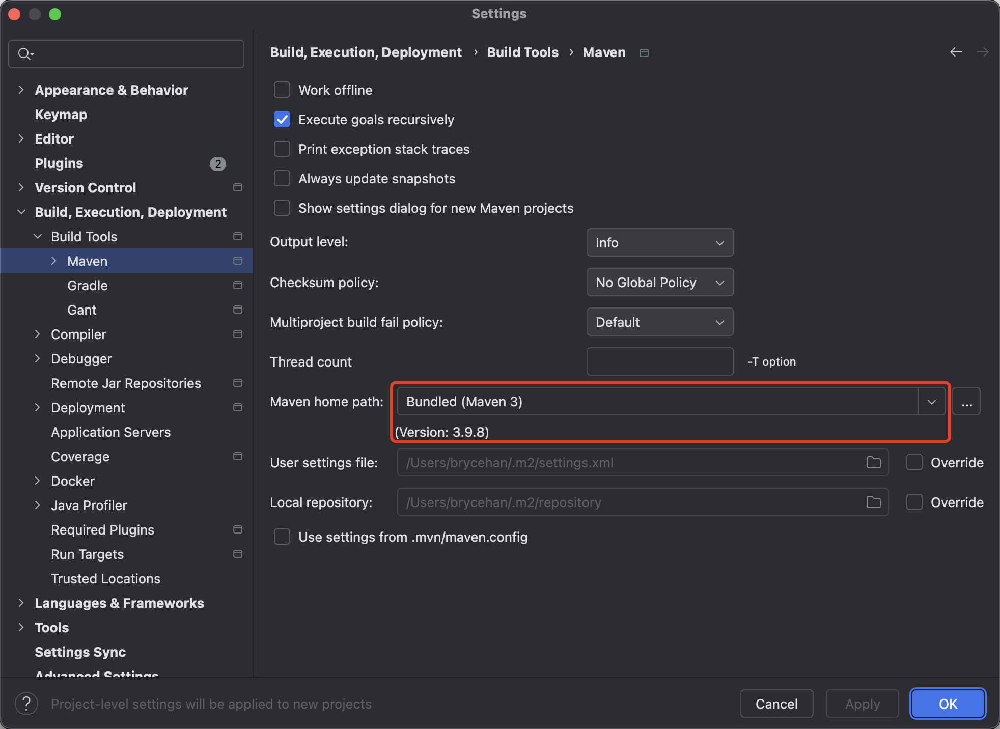 Settings
Appearance & Behavior
Keymap
Editor
Plugins 2
Version Control
Build, Execution, Deployment
Build Tools
Maven
Gradle
Gant
Compiler
Debugger
Remote Jar Repositories
Deployment
Application Servers
Coverage
Docker
Java Profiler
Required Plugins
Run Targets
Trusted Locations
Languages & Frameworks
Tools
Settings Sync
Advanced Settings
Build, Execution, Deployment › Build Tools › Maven
Work offline
Execute goals recursively
Print exception stack traces
Always update snapshots
Show settings dialog for new Maven projects
Output level: Info
Checksum policy: No Global Policy
Multiproject build fail policy: Default
Thread count -T option
Maven home path: Bundled (Maven 3) ...
(Version: 3.9.8)
User settings file: /Users/brycehan/.m2/settings.xml Override
Local repository: /Users/brycehan/.m2/repository Override
Use settings from .mvn/maven.config
? Project-level settings will be applied to new projects
Cancel Apply OK